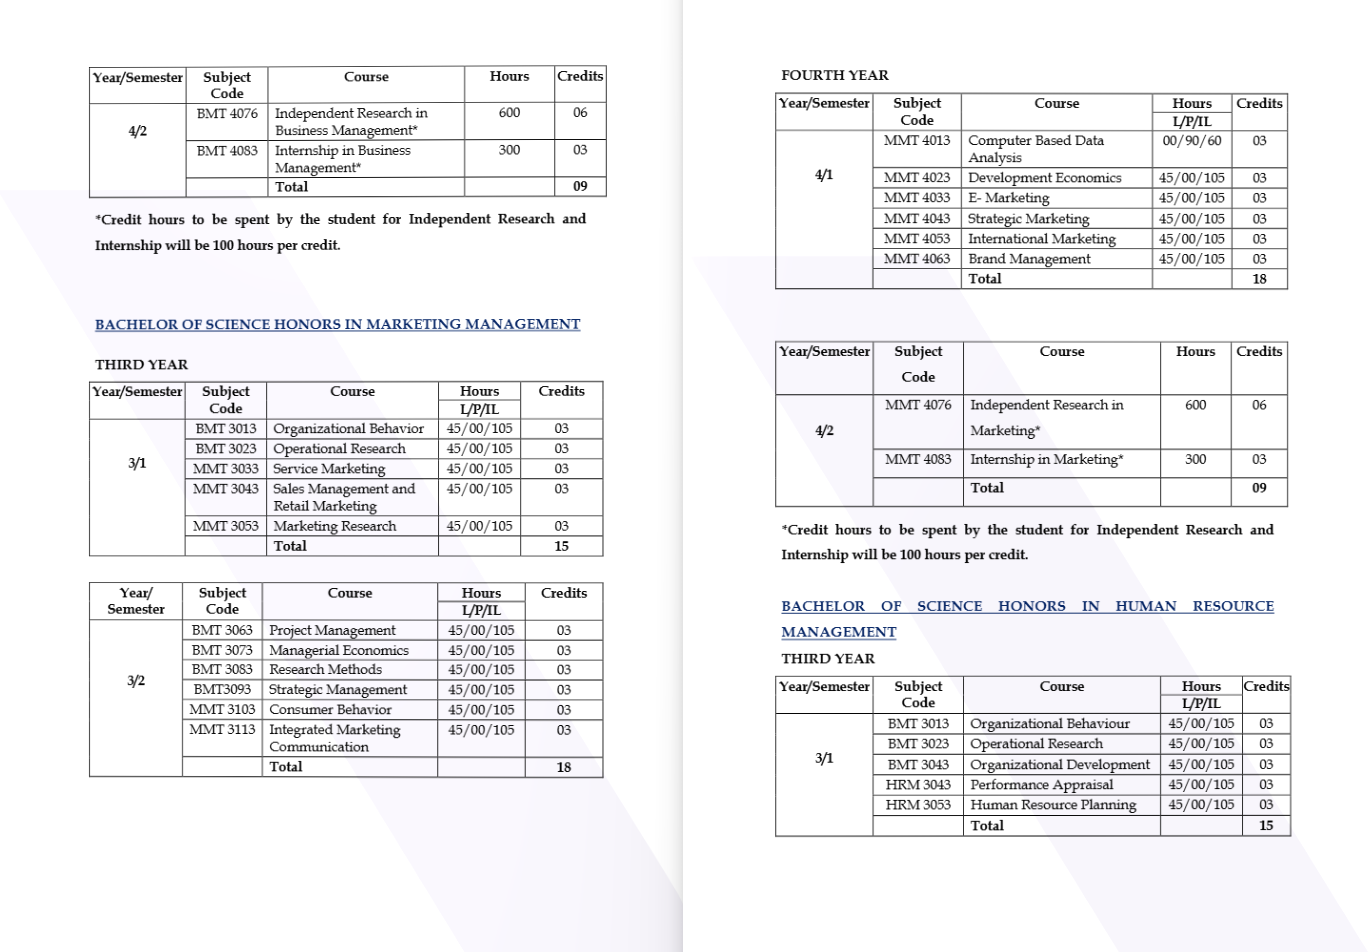 Year/Semester Subject Code Course Hours Credits
4/2
BMT 4076 Independent Research in Business Management* 600 06
BMT 4083 Internship in Business Management* 300 03
Total 09
*Credit hours to be spent by the student for Independent Research and
Internship will be 100 hours per credit.
BACHELOR OF SCIENCE HONORS IN MARKETING MANAGEMENT
THIRD YEAR
Year/Semester Subject Code Course Hours L/P/IL Credits
3/1
BMT 3013 Organizational Behavior 45/00/105 03
BMT 3023 Operational Research 45/00/105 03
MMT 3033 Service Marketing 45/00/105 03
MMT 3043 Sales Management and Retail Marketing 45/00/105 03
MMT 3053 Marketing Research 45/00/105 03
Total 15
Year/ Semester Subject Code Course Hours L/P/IL Credits
3/2
BMT 3063 Project Management 45/00/105 03
BMT 3073 Managerial Economics 45/00/105 03
BMT 3083 Research Methods 45/00/105 03
BMT3093 Strategic Management 45/00/105 03
MMT 3103 Consumer Behavior 45/00/105 03
MMT 3113 Integrated Marketing Communication 45/00/105 03
Total 18
FOURTH YEAR
Year/Semester Subject Code Course Hours L/P/IL Credits
4/1
MMT 4013 Computer Based Data Analysis 00/90/60 03
MMT 4023 Development Economics 45/00/105 03
MMT 4033 E- Marketing 45/00/105 03
MMT 4043 Strategic Marketing 45/00/105 03
MMT 4053 International Marketing 45/00/105 03
MMT 4063 Brand Management 45/00/105 03
Total 18
Year/Semester Subject Code Course Hours Credits
4/2
MMT 4076 Independent Research in Marketing* 600 06
MMT 4083 Internship in Marketing* 300 03
Total 09
*Credit hours to be spent by the student for Independent Research and
Internship will be 100 hours per credit.
BACHELOR OF SCIENCE HONORS IN HUMAN RESOURCE
MANAGEMENT
THIRD YEAR
Year/Semester Subject Code Course Hours L/P/IL Credits
3/1
BMT 3013 Organizational Behaviour 45/00/105 03
BMT 3023 Operational Research 45/00/105 03
BMT 3043 Organizational Development 45/00/105 03
HRM 3043 Performance Appraisal 45/00/105 03
HRM 3053 Human Resource Planning 45/00/105 03
Total 15